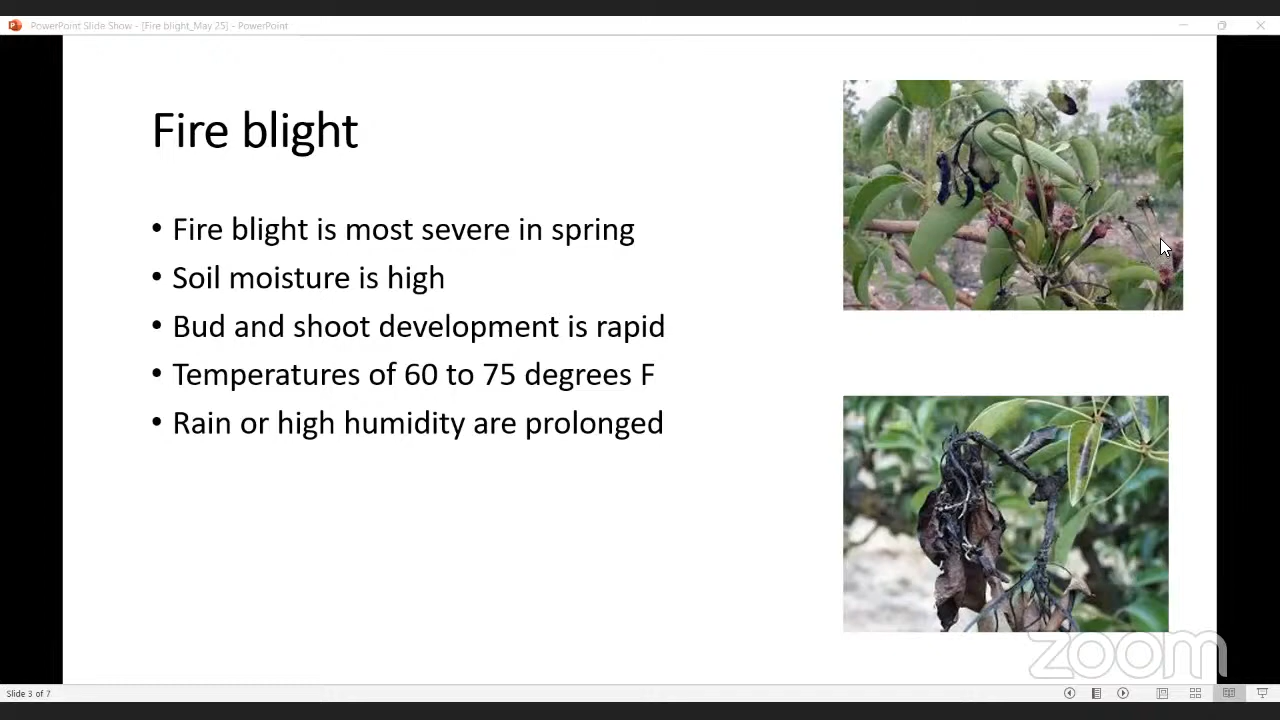 PowerPoint Slide Show - [Fire blight_May 25] - PowerPoint
Fire blight
• Fire blight is most severe in spring
• Soil moisture is high
• Bud and shoot development is rapid
• Temperatures of 60 to 75 degrees F
• Rain or high humidity are prolonged
zoom
Slide 3 of 7